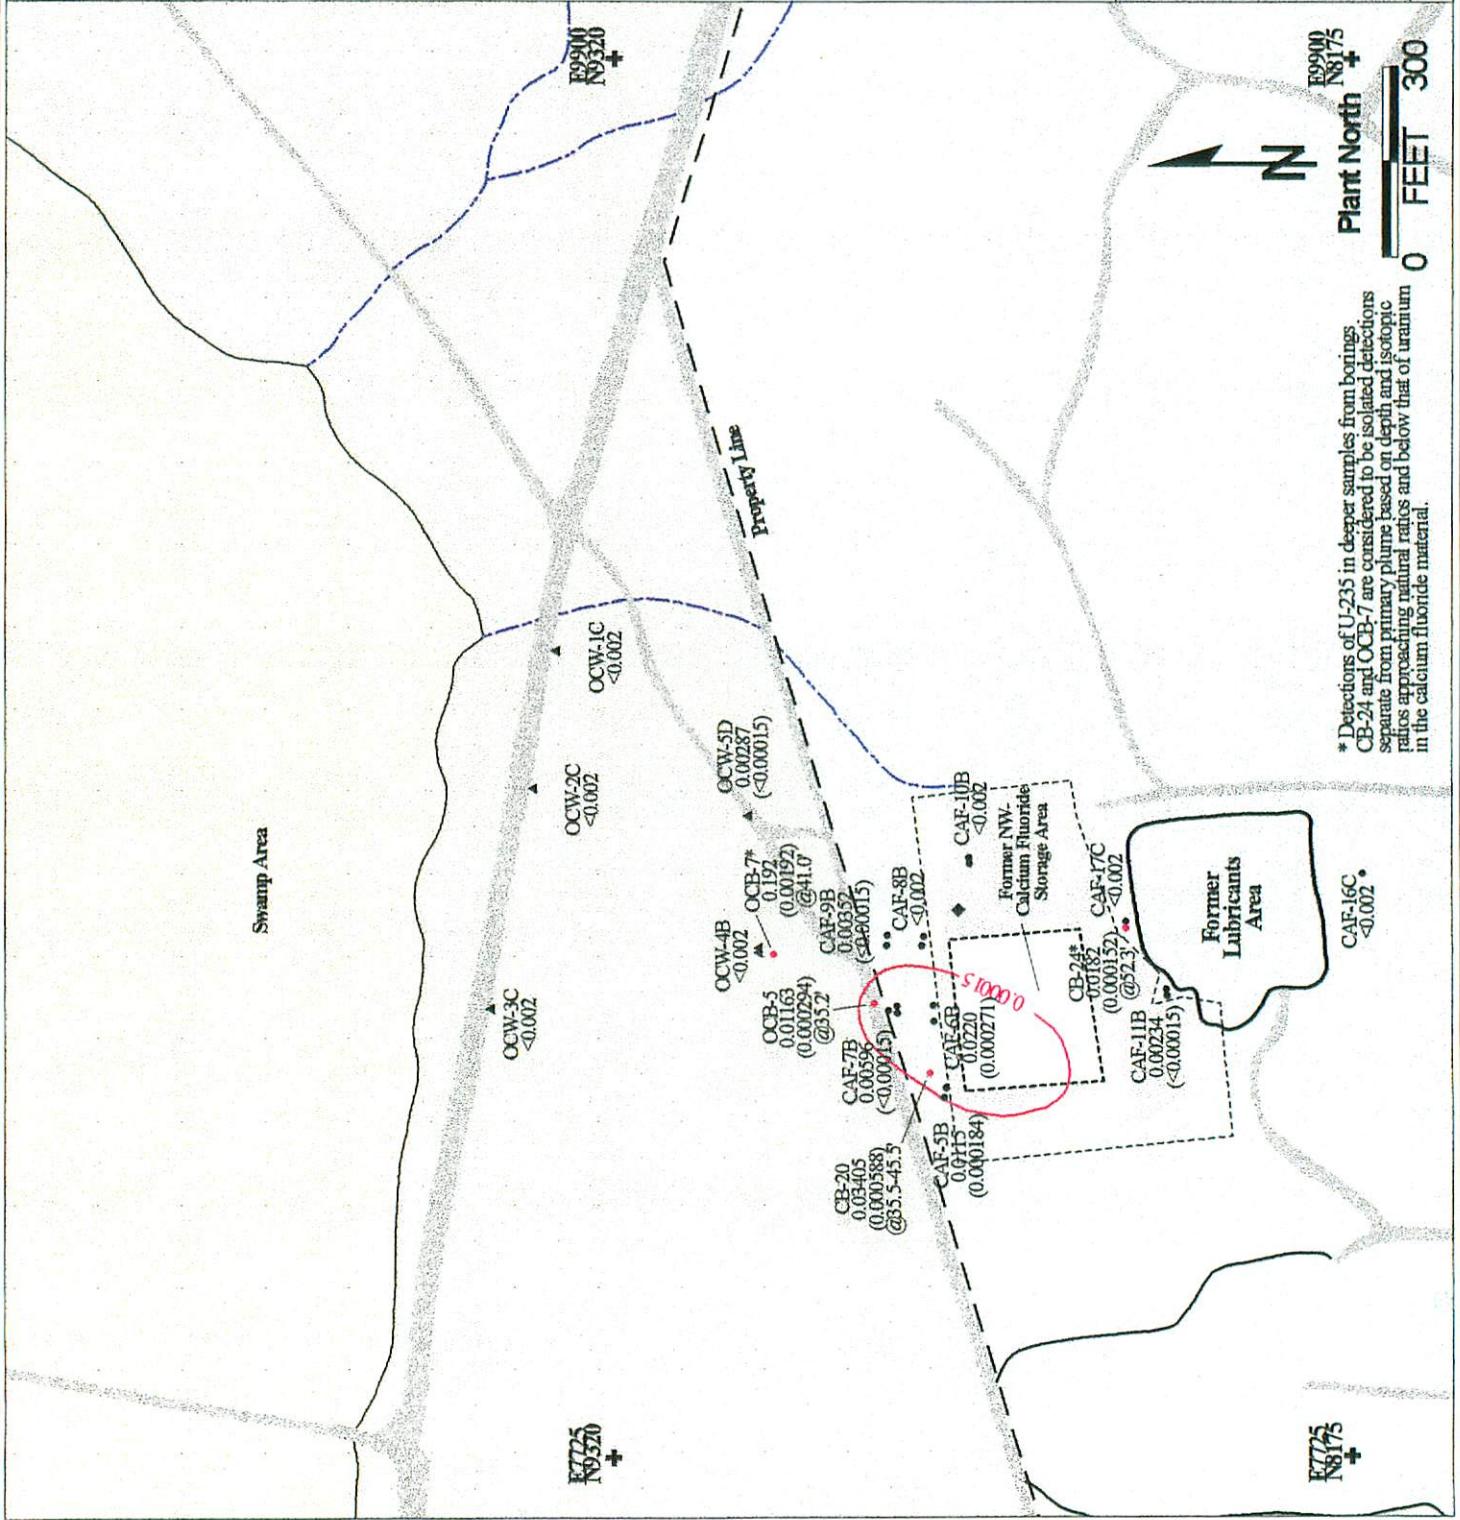 E9900
N9320
E9900
N8175
Plant North
N
0 FEET 300
Swamp Area
Property Line
OCW-1C
<0.002
OCW-2C
<0.002
OCW-3C
<0.002
OCW-5D
0.00287
(<0.00015)
OCB-7*
0.192
(0.00192)
@41.0'
OCW-4B
<0.002
CAF-9B
0.00352
(<0.00015)
CAF-8B
<0.002
CAF-10B
<0.002
Former NW-
Calcium Fluoride
Storage Area
OCB-5
0.01163
(0.000294)
@35.2'
CAF-7B
0.00596
(<0.00015)
0.00015
CAF-6B
0.0220
(0.000271)
CB-20
0.03405
(0.000588)
@35.5-45.5'
CAF-5B
0.0115
(0.000184)
CB-24*
0.0182
(0.000152)
@52.3'
CAF-17C
<0.002
CAF-11B
0.00234
(<0.00015)
Former
Lubricants
Area
CAF-16C
<0.002
E7725
N9320
E7725
N8175
* Detections of U-235 in deeper samples from borings
CB-24 and OCB-7 are considered to be isolated detections
separate from primary plume based on depth and isotopic
ratios approaching natural ratios and below that of uranium
in the calcium fluoride material.